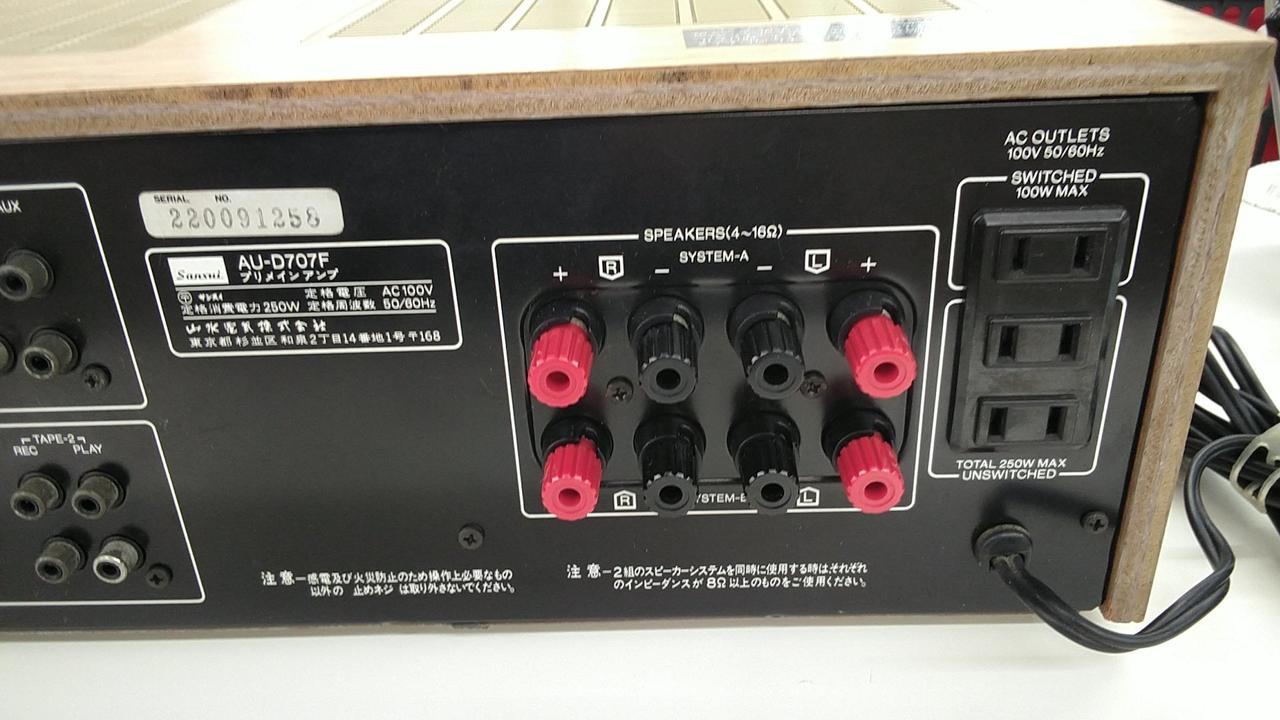 AUX
TAPE-2
REC PLAY
SERIAL NO.
220091258
Sansui
AU-D707F
プリメインアンプ
サンスイ 定格電圧 AC100V
定格消費電力250W 定格周波数 50/60Hz
山水電気株式会社
東京都杉並区和泉2丁目14番地1号〒168
SPEAKERS(4~16Ω)
SYSTEM-A
+ R − − L +
R SYSTEM-B L
AC OUTLETS
100V 50/60Hz
SWITCHED
100W MAX
TOTAL 250W MAX
UNSWITCHED
注意−感電及び火災防止のため操作上必要なもの
以外の 止めネジ は取り外さないでください。
注意−2組のスピーカーシステムを同時に使用する時は、それぞれ
のインピーダンスが8Ω以上のものをご使用ください。